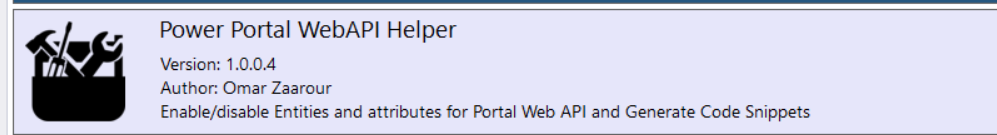 Power Portal WebAPI Helper
Version: 1.0.0.4
Author: Omar Zaarour
Enable/disable Entities and attributes for Portal Web API and Generate Code Snippets